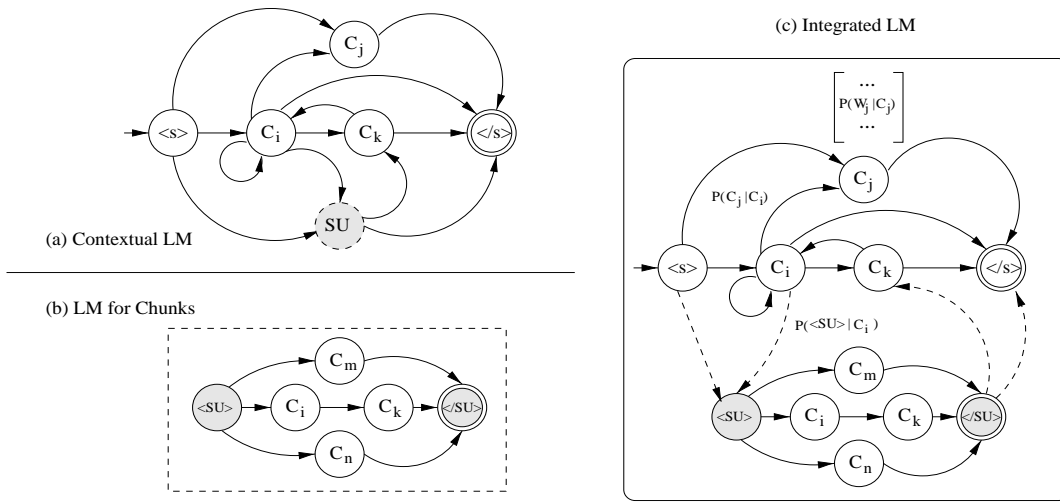 C_j
<s> C_i C_k </s>
SU
(a) Contextual LM
(b) LM for Chunks
C_m
<SU> C_i C_k </SU>
C_n
(c) Integrated LM
...
P(W_j|C_j)
...
C_j
P(C_j|C_i)
<s> C_i C_k </s>
P(<SU>|C_i)
C_m
<SU> C_i C_k </SU>
C_n